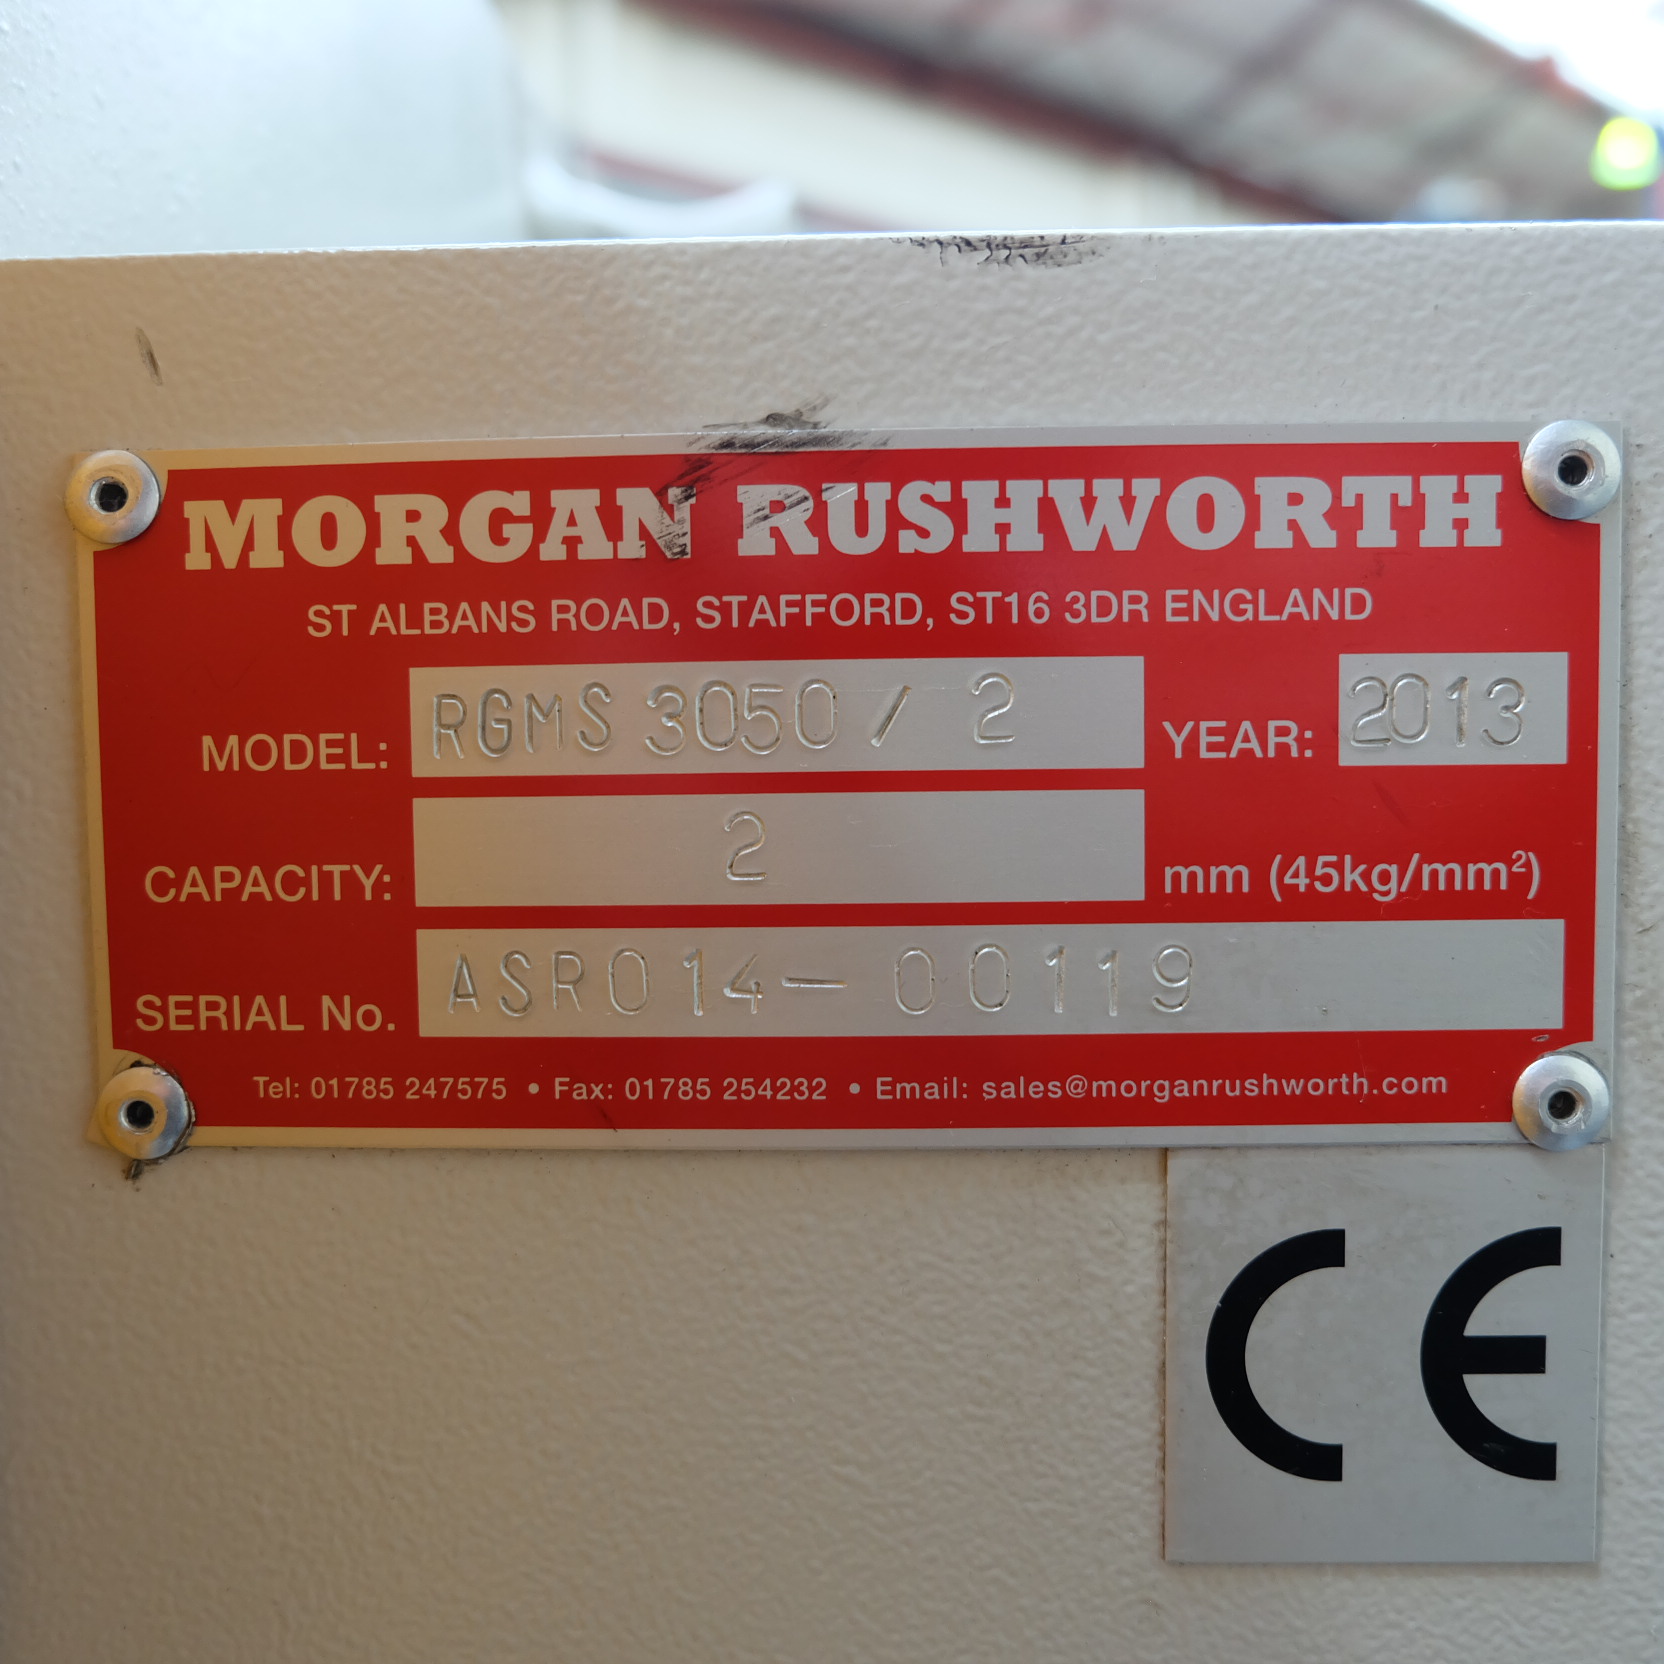 MORGAN RUSHWORTH
ST ALBANS ROAD, STAFFORD, ST16 3DR ENGLAND
MODEL: RGMS 3050 / 2 YEAR: 2013
CAPACITY: 2 mm (45kg/mm²)
SERIAL No. ASR014-00119
Tel: 01785 247575 • Fax: 01785 254232 • Email: sales@morganrushworth.com
CE